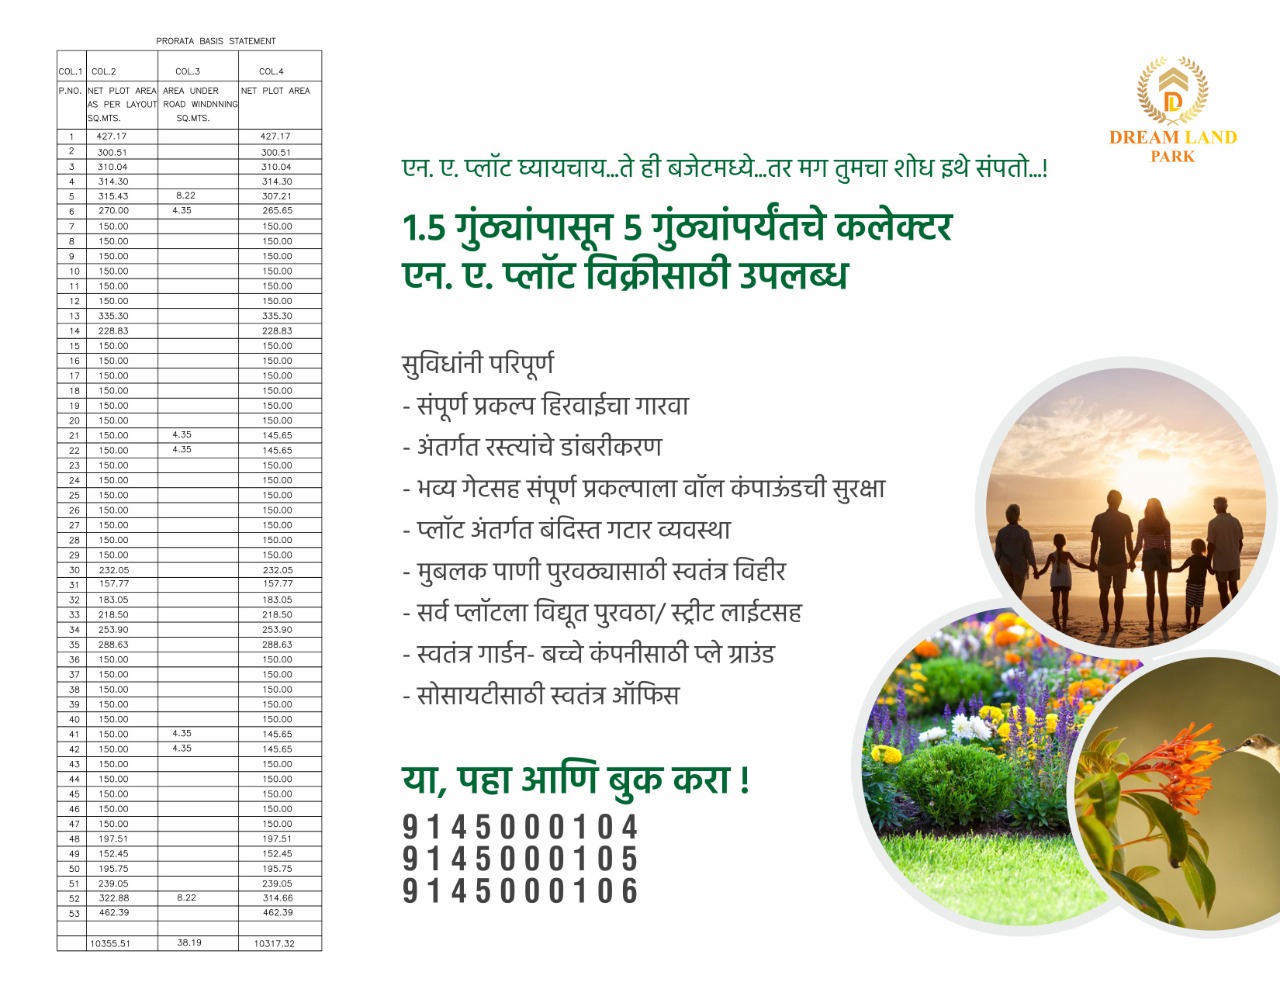 PRORATA BASIS STATEMENT
COL.1 COL.2 COL.3 COL.4
P.NO. NET PLOT AREA AREA UNDER NET PLOT AREA
AS PER LAYOUT ROAD WINDNNING
SQ.MTS. SQ.MTS.
1 427.17 427.17
2 300.51 300.51
3 310.04 310.04
4 314.30 314.30
5 315.43 8.22 307.21
6 270.00 4.35 265.65
7 150.00 150.00
8 150.00 150.00
9 150.00 150.00
10 150.00 150.00
11 150.00 150.00
12 150.00 150.00
13 335.30 335.30
14 228.83 228.83
15 150.00 150.00
16 150.00 150.00
17 150.00 150.00
18 150.00 150.00
19 150.00 150.00
20 150.00 150.00
21 150.00 4.35 145.65
22 150.00 4.35 145.65
23 150.00 150.00
24 150.00 150.00
25 150.00 150.00
26 150.00 150.00
27 150.00 150.00
28 150.00 150.00
29 150.00 150.00
30 232.05 232.05
31 157.77 157.77
32 183.05 183.05
33 218.50 218.50
34 253.90 253.90
35 288.63 288.63
36 150.00 150.00
37 150.00 150.00
38 150.00 150.00
39 150.00 150.00
40 150.00 150.00
41 150.00 4.35 145.65
42 150.00 4.35 145.65
43 150.00 150.00
44 150.00 150.00
45 150.00 150.00
46 150.00 150.00
47 150.00 150.00
48 197.51 197.51
49 152.45 152.45
50 195.75 195.75
51 239.05 239.05
52 322.88 8.22 314.66
53 462.39 462.39
10355.51 38.19 10317.32
DL
DREAM LAND
PARK
एन. ए. प्लॉट घ्यायचाय...ते ही बजेटमध्ये...तर मग तुमचा शोध इथे संपतो...!
1.5 गुंठ्यांपासून 5 गुंठ्यांपर्यंतचे कलेक्टर
एन. ए. प्लॉट विक्रीसाठी उपलब्ध
सुविधांनी परिपूर्ण
- संपूर्ण प्रकल्प हिरवाईचा गारवा
- अंतर्गत रस्त्यांचे डांबरीकरण
- भव्य गेटसह संपूर्ण प्रकल्पाला वॉल कंपाऊंडची सुरक्षा
- प्लॉट अंतर्गत बंदिस्त गटार व्यवस्था
- मुबलक पाणी पुरवठ्यासाठी स्वतंत्र विहीर
- सर्व प्लॉटला विद्यूत पुरवठा/ स्ट्रीट लाईटसह
- स्वतंत्र गार्डन- बच्चे कंपनीसाठी प्ले ग्राउंड
- सोसायटीसाठी स्वतंत्र ऑफिस
या, पहा आणि बुक करा !
9145000104
9145000105
9145000106